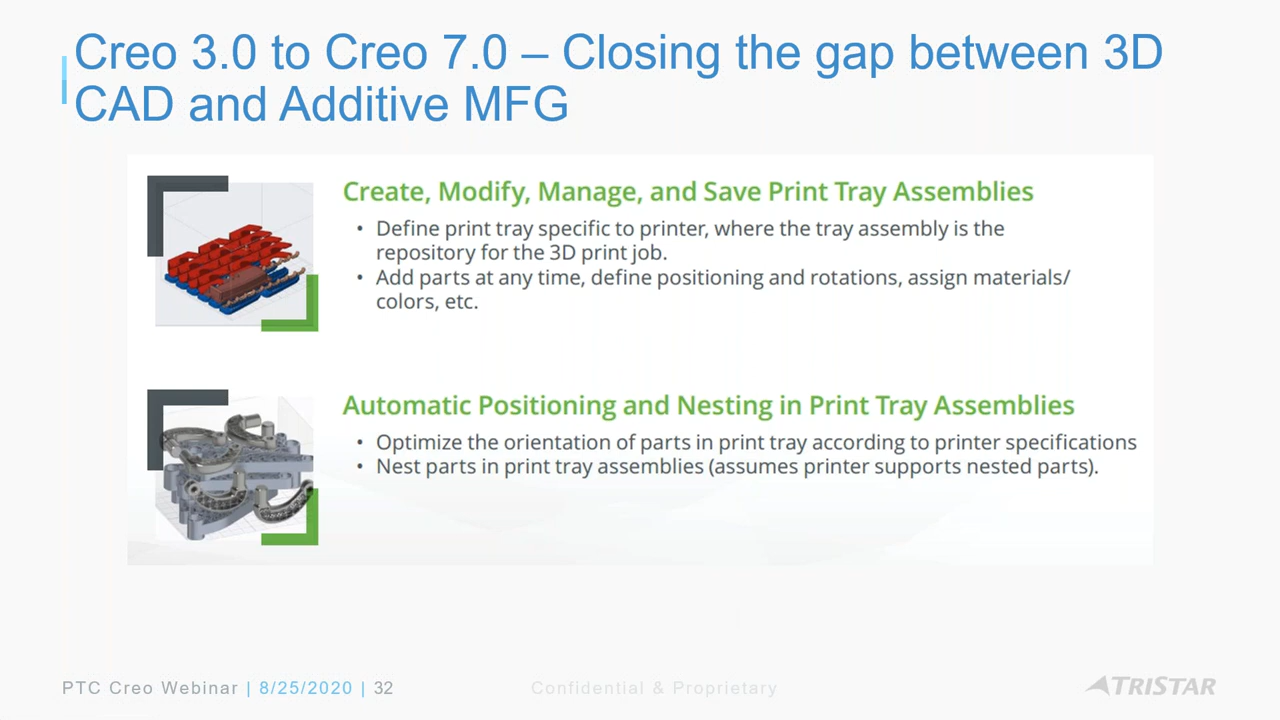 Creo 3.0 to Creo 7.0 – Closing the gap between 3D
CAD and Additive MFG
Create, Modify, Manage, and Save Print Tray Assemblies
• Define print tray specific to printer, where the tray assembly is the
repository for the 3D print job.
• Add parts at any time, define positioning and rotations, assign materials/
colors, etc.
Automatic Positioning and Nesting in Print Tray Assemblies
• Optimize the orientation of parts in print tray according to printer specifications
• Nest parts in print tray assemblies (assumes printer supports nested parts).
PTC Creo Webinar | 8/25/2020 | 32
Confidential & Proprietary
TRISTAR